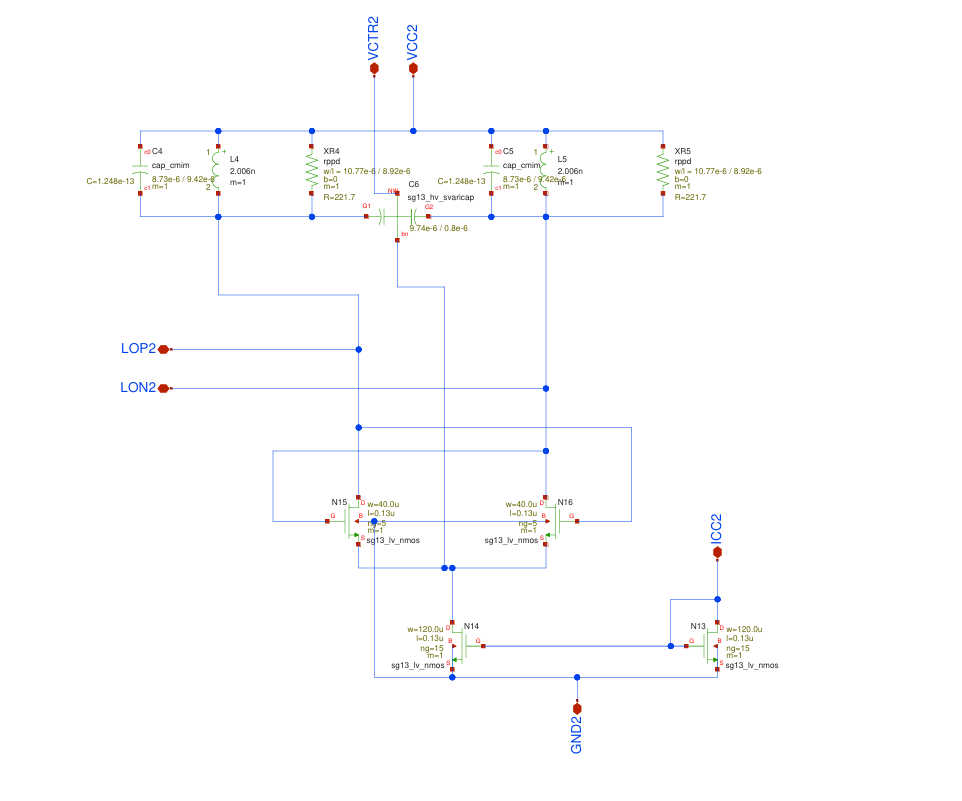 VCTR2
VCC2
c0 C4
cap_cmim
8.73e-6 / 9.42e-6
C=1.248e-13
c1 m=1
1 +
L4
2.006n
2 m=1
XR4
rppd
w/l = 10.77e-6 / 8.92e-6
b=0
m=1
R=221.7
C6
NW
sg13_hv_svaricap
G1
G2
9.74e-6 / 0.8e-6
bn
c0 C5
cap_cmim
8.73e-6 / 9.42e-6
C=1.248e-13
c1 m=1
1 +
L5
2.006n
2 m=1
XR5
rppd
w/l = 10.77e-6 / 8.92e-6
b=0
m=1
R=221.7
LOP2
LON2
N15
D
w=40.0u
l=0.13u
G
B
ng=5
m=1
S
sg13_lv_nmos
N16
D
w=40.0u
l=0.13u
G
B
ng=5
m=1
S
sg13_lv_nmos
ICC2
N14
D
w=120.0u
l=0.13u
G
B
ng=15
m=1
S
sg13_lv_nmos
N13
D
w=120.0u
l=0.13u
G
B
ng=15
m=1
S
sg13_lv_nmos
GND2